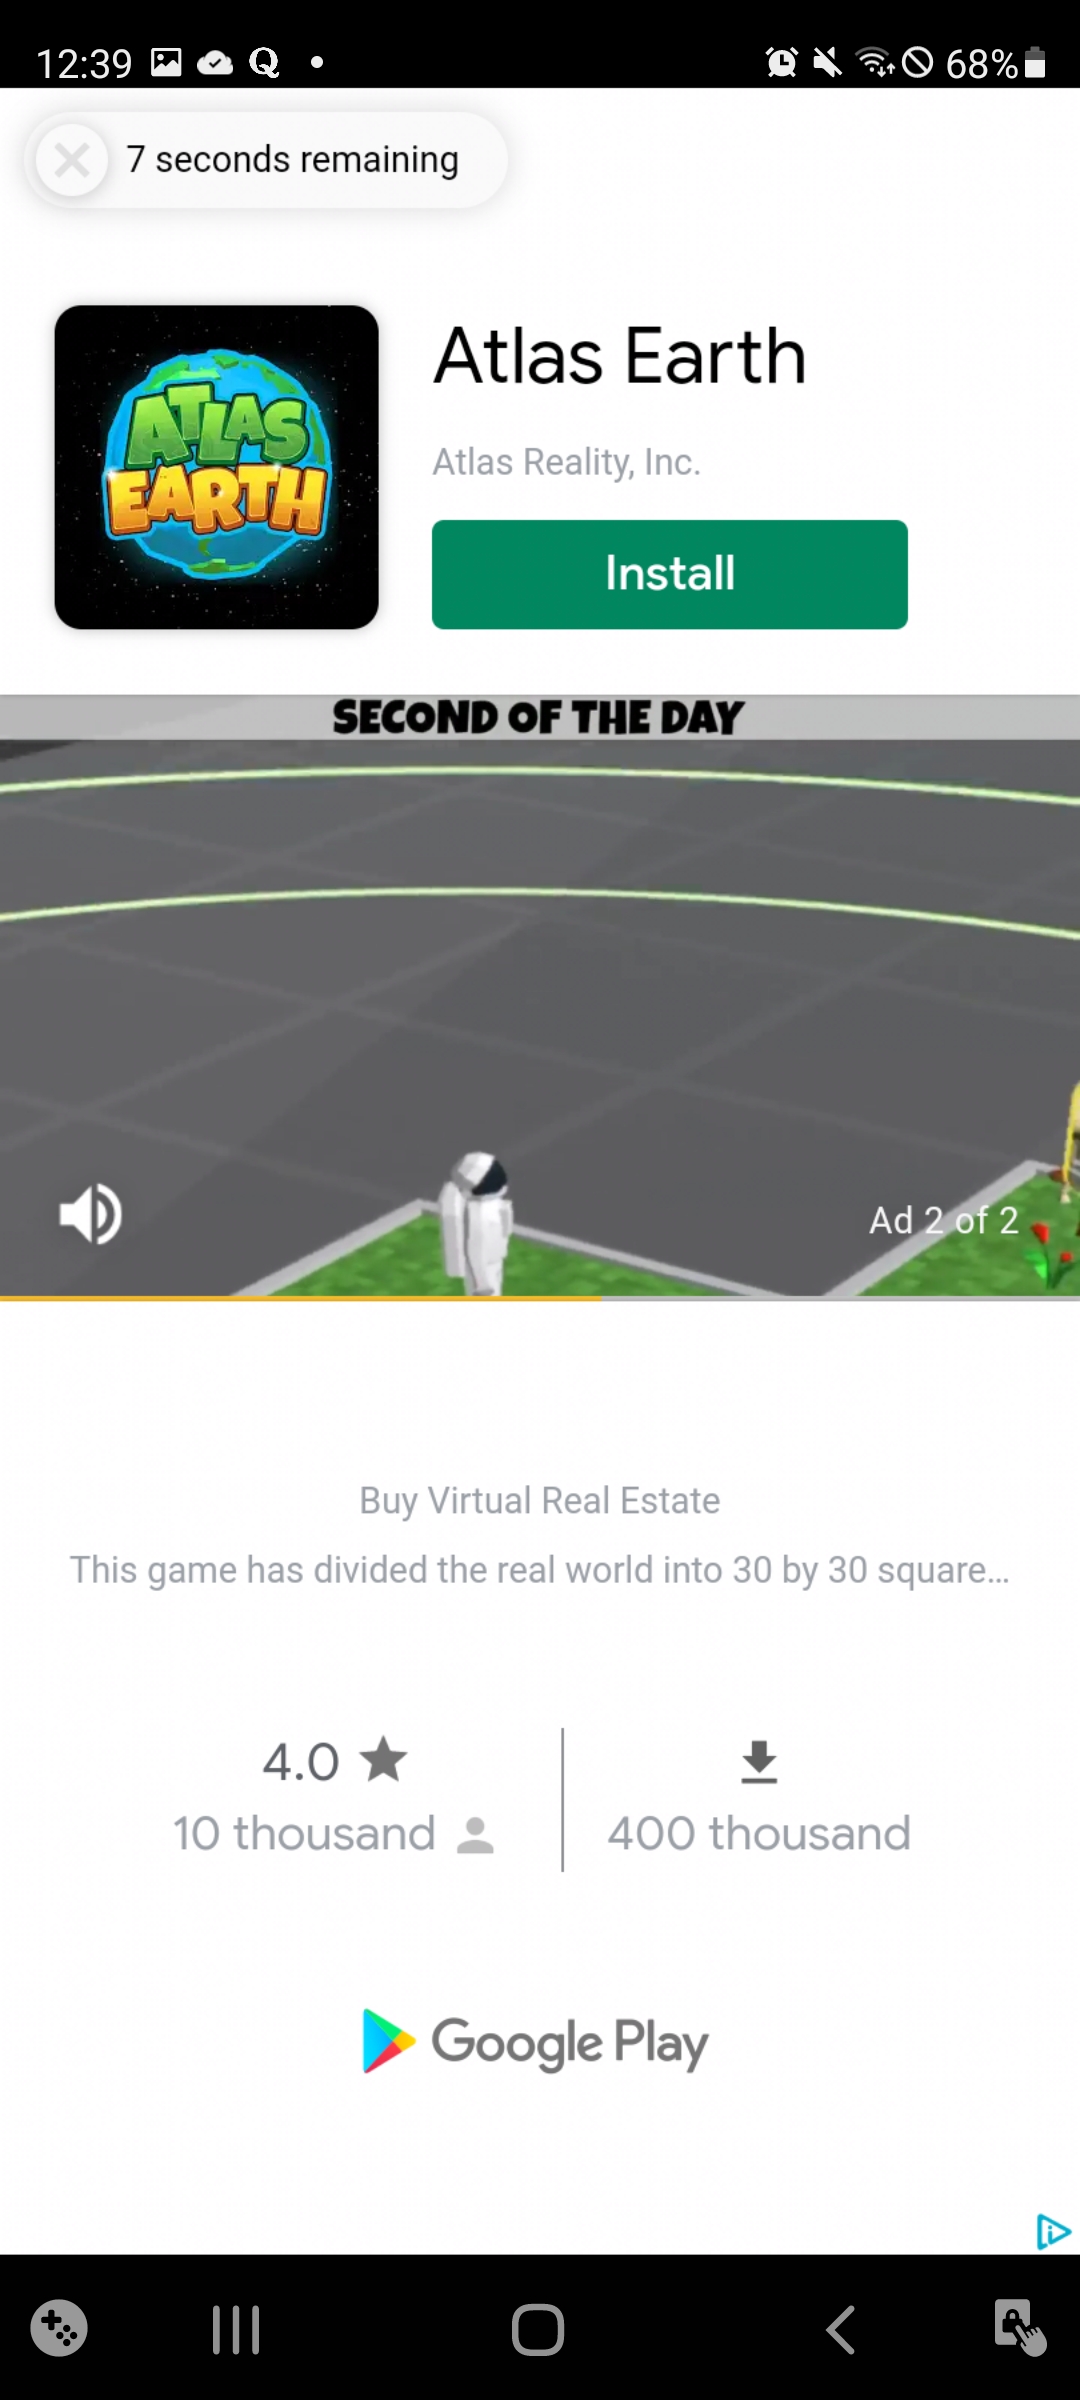 12:39 Q 68%
7 seconds remaining
ATLAS
EARTH
Atlas Earth
Atlas Reality, Inc.
Install
SECOND OF THE DAY
Ad 2 of 2
Buy Virtual Real Estate
This game has divided the real world into 30 by 30 square...
4.0
10 thousand
400 thousand
Google Play